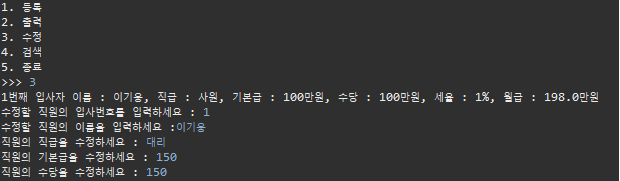 1. 등록
2. 출력
3. 수정
4. 검색
5. 종료
>>> 3
1번째 입사자 이름 : 이기웅, 직급 : 사원, 기본급 : 100만원, 수당 : 100만원, 세율 : 1%, 월급 : 198.0만원
수정할 직원의 입사번호를 입력하세요 : 1
수정할 직원의 이름을 입력하세요 :이기웅
직원의 직급을 수정하세요 : 대리
직원의 기본급을 수정하세요 : 150
직원의 수당을 수정하세요 : 150